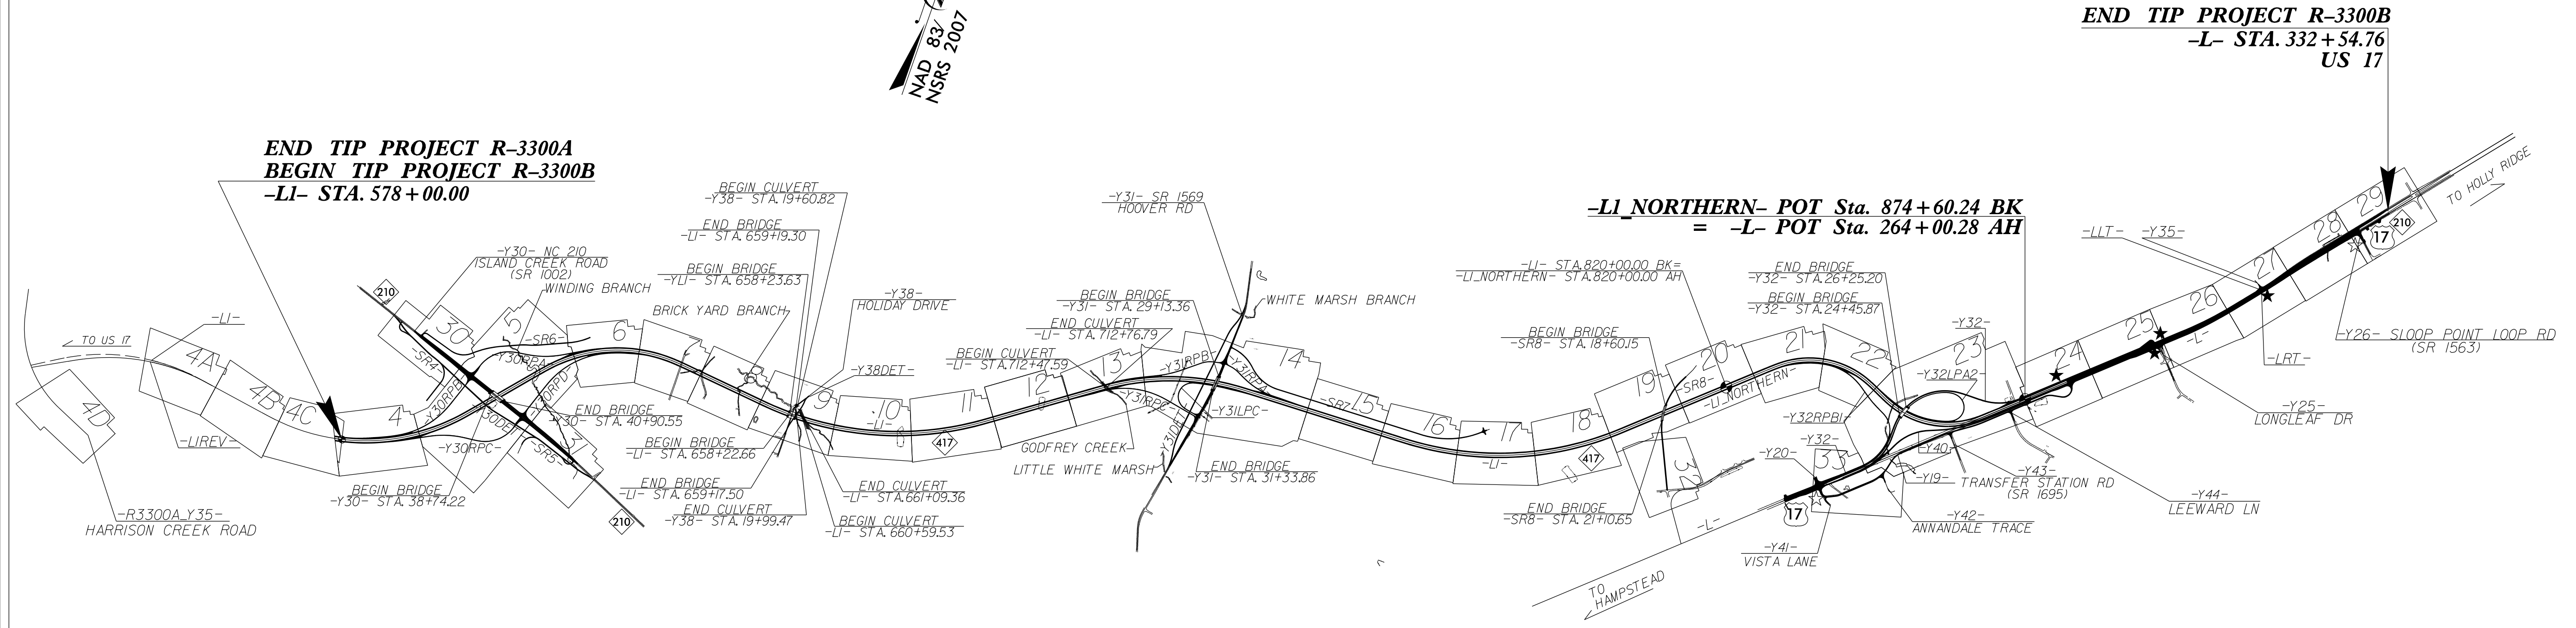 NAD 83/
NSRS 2007
END TIP PROJECT R-3300B
-L- STA. 332+54.76
US 17
END TIP PROJECT R-3300A
BEGIN TIP PROJECT R-3300B
-L1- STA. 578+00.00
BEGIN CULVERT
-Y38- STA. 19+60.82
END BRIDGE
-L1- STA. 659+19.30
BEGIN BRIDGE
-YL1- STA. 658+23.63
-Y30- NC 210
ISLAND CREEK ROAD
(SR 1002)
WINDING BRANCH
BRICK YARD BRANCH
-Y38-
HOLIDAY DRIVE
-Y38DET-
-Y31- SR 1569
HOOVER RD
WHITE MARSH BRANCH
BEGIN BRIDGE
-Y31- STA. 29+13.36
END CULVERT
-L1- STA. 712+76.79
BEGIN CULVERT
-L1- STA. 712+47.59
-L1_NORTHERN- POT Sta. 874+60.24 BK
= -L- POT Sta. 264+00.28 AH
-L1- STA. 820+00.00 BK=
-L1_NORTHERN- STA. 820+00.00 AH
END BRIDGE
-Y32- STA. 26+25.20
BEGIN BRIDGE
-Y32- STA. 24+45.87
BEGIN BRIDGE
-SR8- STA. 18+60.15
-Y32-
-LLT-
-Y35-
TO HOLLY RIDGE
210
17
-Y26- SLOOP POINT LOOP RD
(SR 1563)
-LRT-
-Y25-
LONGLEAF DR
-L-
TO US 17
-L1-
-L1REV-
4A
4B
4C
4D
4
30
5
6
7
9
10
11
12
13
14
15
16
17
18
19
20
21
22
23
24
25
26
27
28
29
31
32
33
210
-SR4-
-SR6-
-Y30RPA-
-Y30RPB-
-Y30RPD-
-Y30RPC-
-SR5-
END BRIDGE
-Y30- STA. 40+90.55
BEGIN BRIDGE
-Y30- STA. 38+74.22
210
-R3300A_Y35-
HARRISON CREEK ROAD
BEGIN BRIDGE
-L1- STA. 658+22.66
END BRIDGE
-L1- STA. 659+17.50
END CULVERT
-Y38- STA. 19+99.47
END CULVERT
-L1- STA. 661+09.36
BEGIN CULVERT
-L1- STA. 660+59.53
-L1-
417
GODFREY CREEK
LITTLE WHITE MARSH
-Y31RPB-
-Y31RPA-
-Y31RPC-
-Y31LPC-
END BRIDGE
-Y31- STA. 31+33.86
-SR7-
-L1-
417
-SR8-
-L1_NORTHERN-
END BRIDGE
-SR8- STA. 21+10.65
-Y32LPA2-
-Y32RPB1-
-Y32-
-Y20-
-Y40-
-Y19-
-Y43-
TRANSFER STATION RD
(SR 1695)
-Y44-
LEEWARD LN
-Y42-
ANNANDALE TRACE
-Y41-
VISTA LANE
17
-L-
TO
HAMPSTEAD